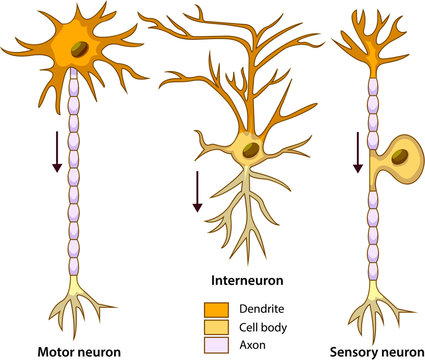 Interneuron
Dendrite
Cell body
Axon
Motor neuron
Sensory neuron